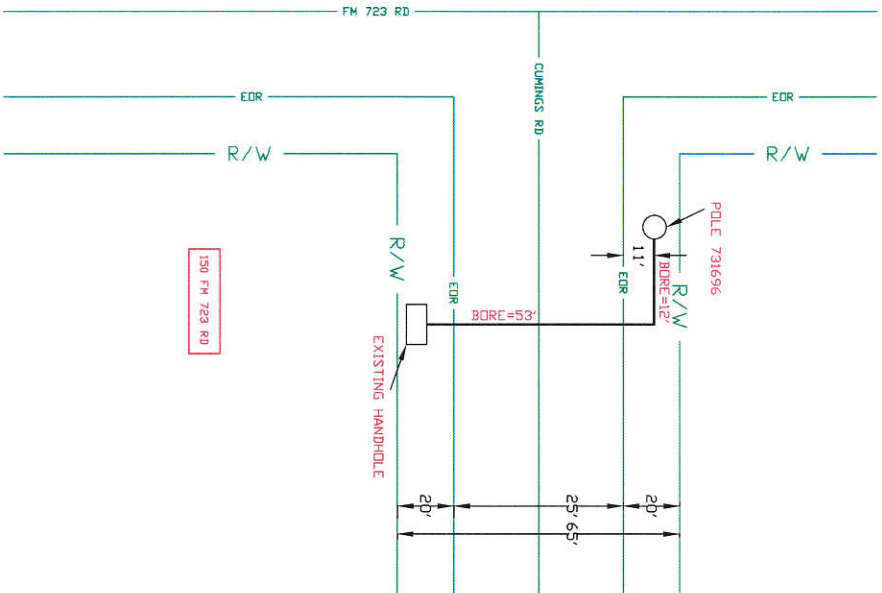 FM 723 RD
CUMINGS RD
EOR
EOR
R/W
R/W
POLE 731696
11'
BORE=12'
R/W
EOR
R/W
EOR
BORE=53'
150 FM 723 RD
EXISTING HANDHOLE
20'
25'
20'
65'